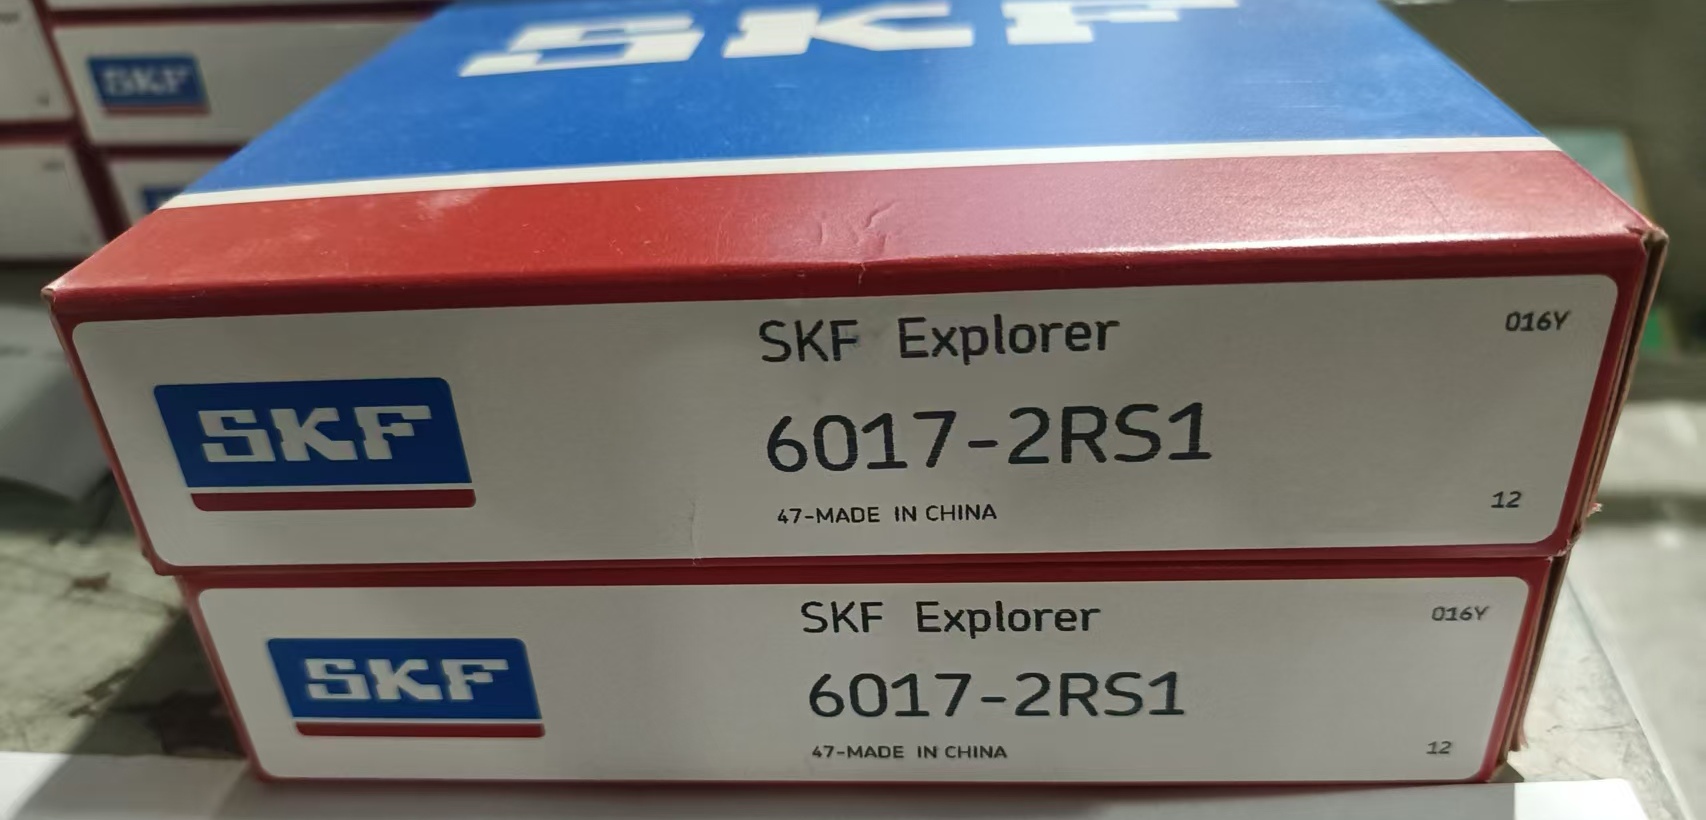 SKF
SKF
SKF Explorer
016Y
SKF
6017-2RS1
47-MADE IN CHINA
12
SKF Explorer
016Y
SKF
6017-2RS1
47-MADE IN CHINA
12